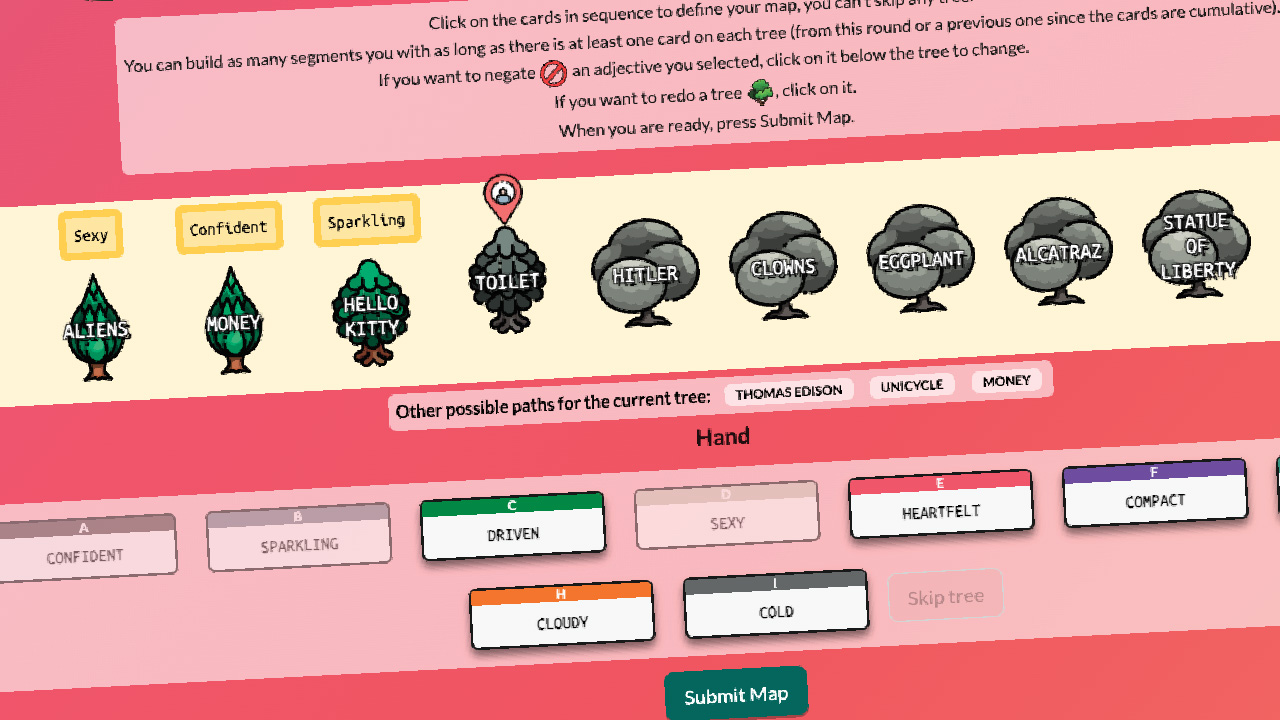 Click on the cards in sequence to define your map, you can't skip any tree.
You can build as many segments you with as long as there is at least one card on each tree (from this round or a previous one since the cards are cumulative).
If you want to negate an adjective you selected, click on it below the tree to change.
If you want to redo a tree , click on it.
When you are ready, press Submit Map.
Sexy
Confident
Sparkling
ALIENS
MONEY
HELLO
KITTY
TOILET
HITLER
CLOWNS
EGGPLANT
ALCATRAZ
STATUE
OF
LIBERTY
Other possible paths for the current tree: THOMAS EDISON UNICYCLE MONEY
Hand
A
CONFIDENT
B
SPARKLING
C
DRIVEN
D
SEXY
E
HEARTFELT
F
COMPACT
H
CLOUDY
I
COLD
Skip tree
Submit Map